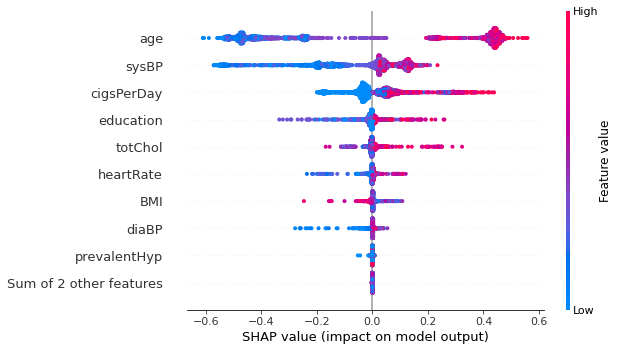 High
age
sysBP
cigsPerDay
education
totChol
heartRate
BMI
diaBP
prevalentHyp
Sum of 2 other features
Feature value
Low
−0.6 −0.4 −0.2 0.0 0.2 0.4 0.6
SHAP value (impact on model output)